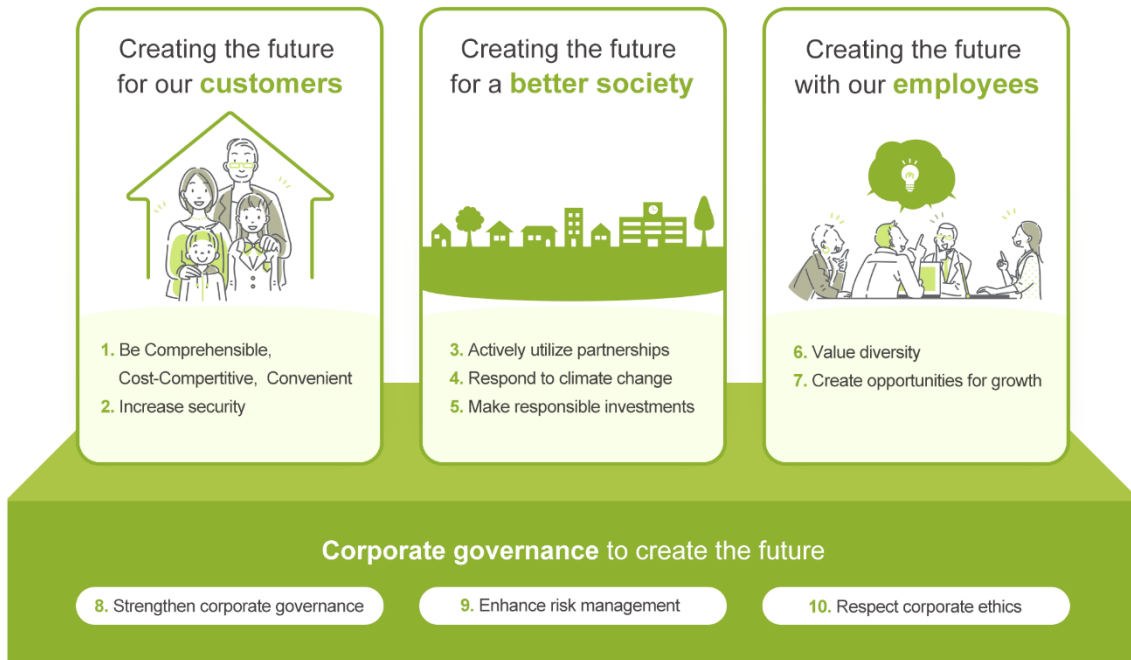 Creating the future
for our customers
1. Be Comprehensible,
Cost-Compertitive, Convenient
2. Increase security
Creating the future
for a better society
3. Actively utilize partnerships
4. Respond to climate change
5. Make responsible investments
Creating the future
with our employees
6. Value diversity
7. Create opportunities for growth
Corporate governance to create the future
8. Strengthen corporate governance
9. Enhance risk management
10. Respect corporate ethics